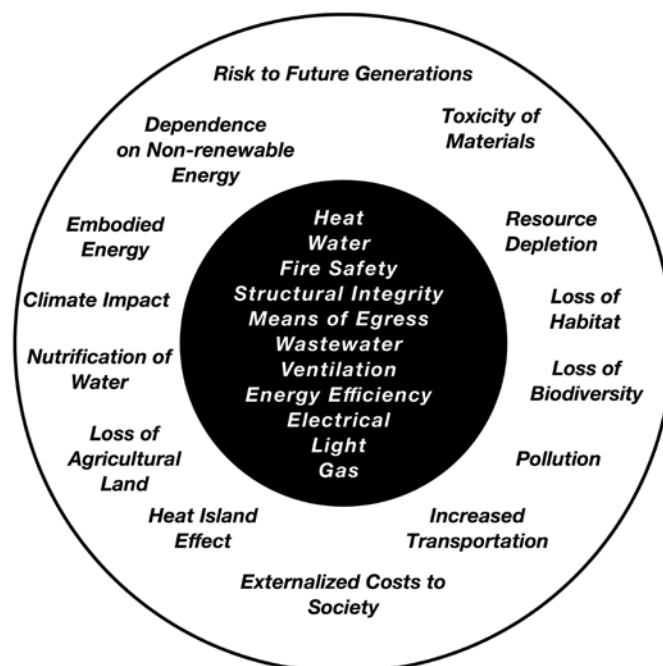 Risk to Future Generations
Toxicity of
Materials
Dependence
on Non-renewable
Energy
Embodied
Energy
Resource
Depletion
Climate Impact
Loss of
Habitat
Nutrification of
Water
Loss of
Biodiversity
Loss of
Agricultural
Land
Pollution
Heat Island
Effect
Increased
Transportation
Externalized Costs to
Society
Heat
Water
Fire Safety
Structural Integrity
Means of Egress
Wastewater
Ventilation
Energy Efficiency
Electrical
Light
Gas